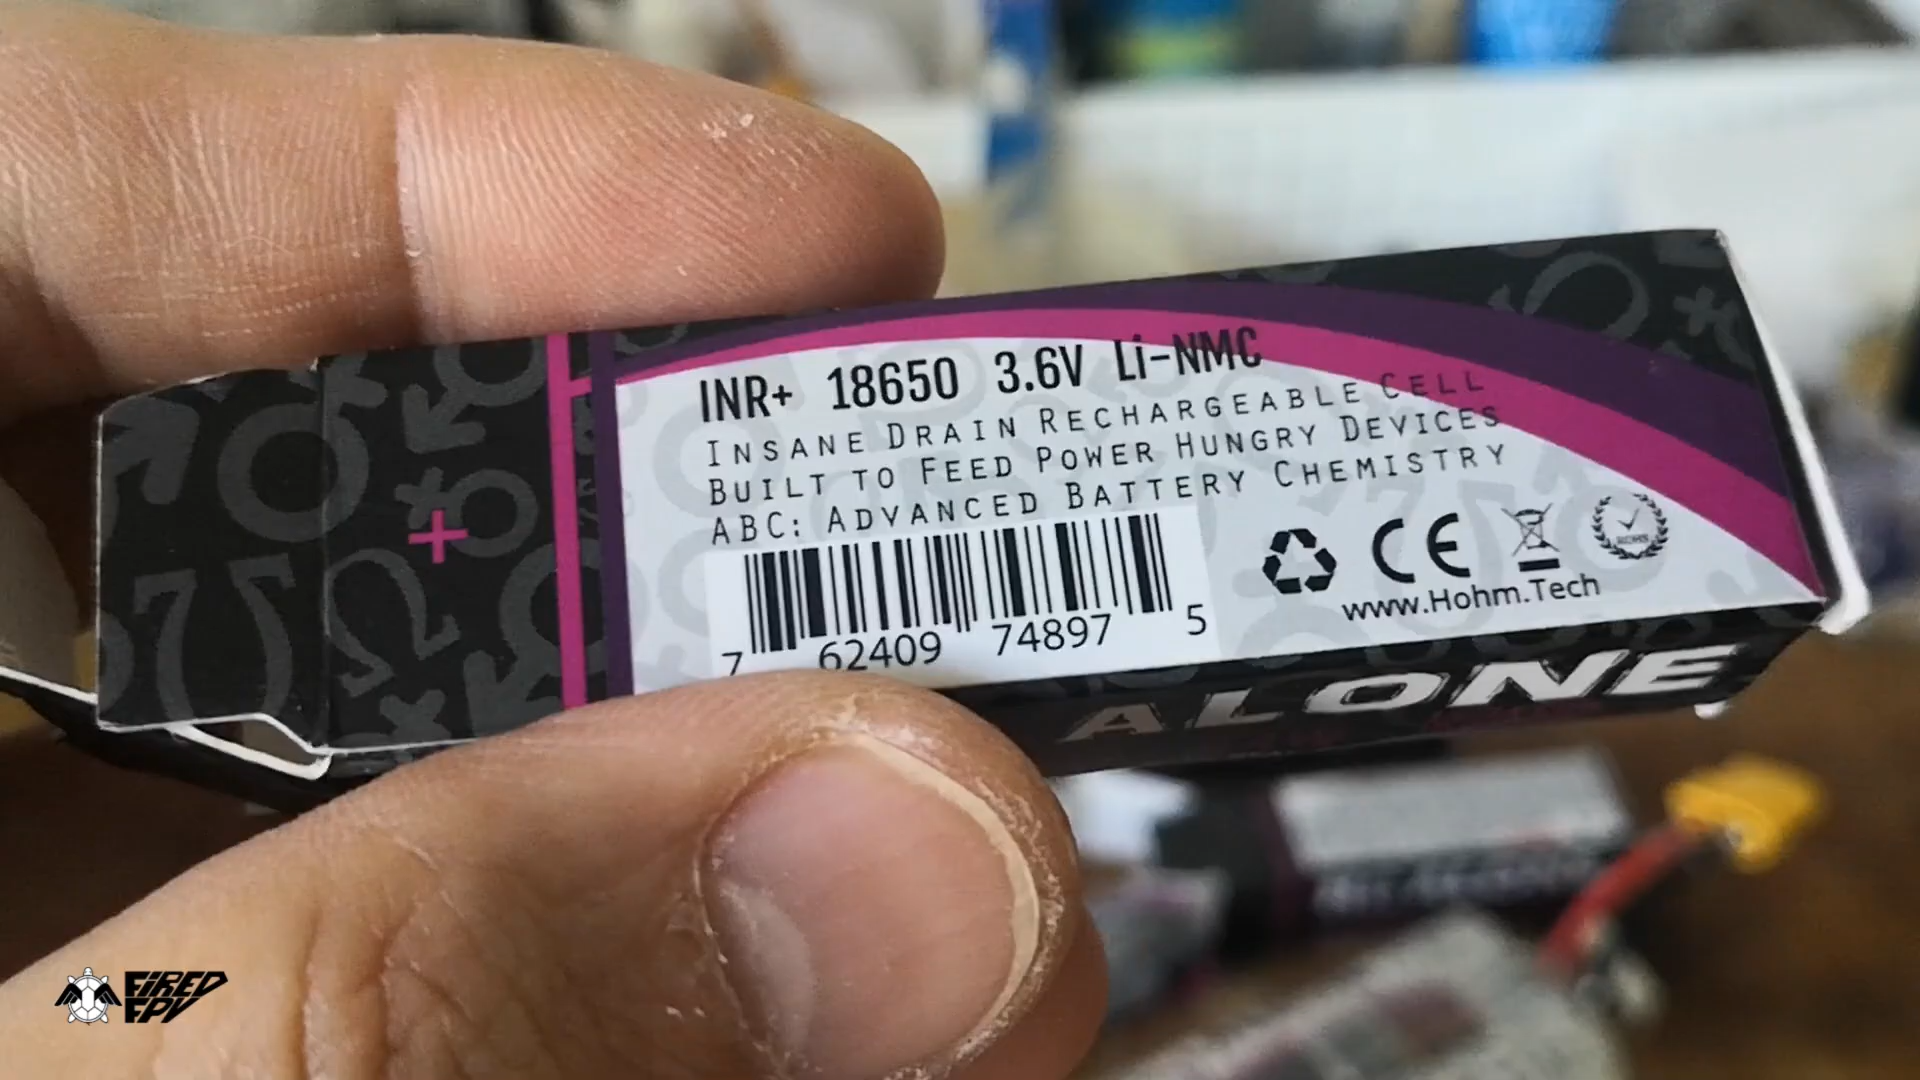 INR+ 18650 3.6V Li-NMC
INSANE DRAIN RECHARGEABLE CELL
BUILT TO FEED POWER HUNGRY DEVICES
ABC: ADVANCED BATTERY CHEMISTRY
7 62409 74897 5
CE
ROHS
www.Hohm.Tech
ALONE
FIRED
FPV